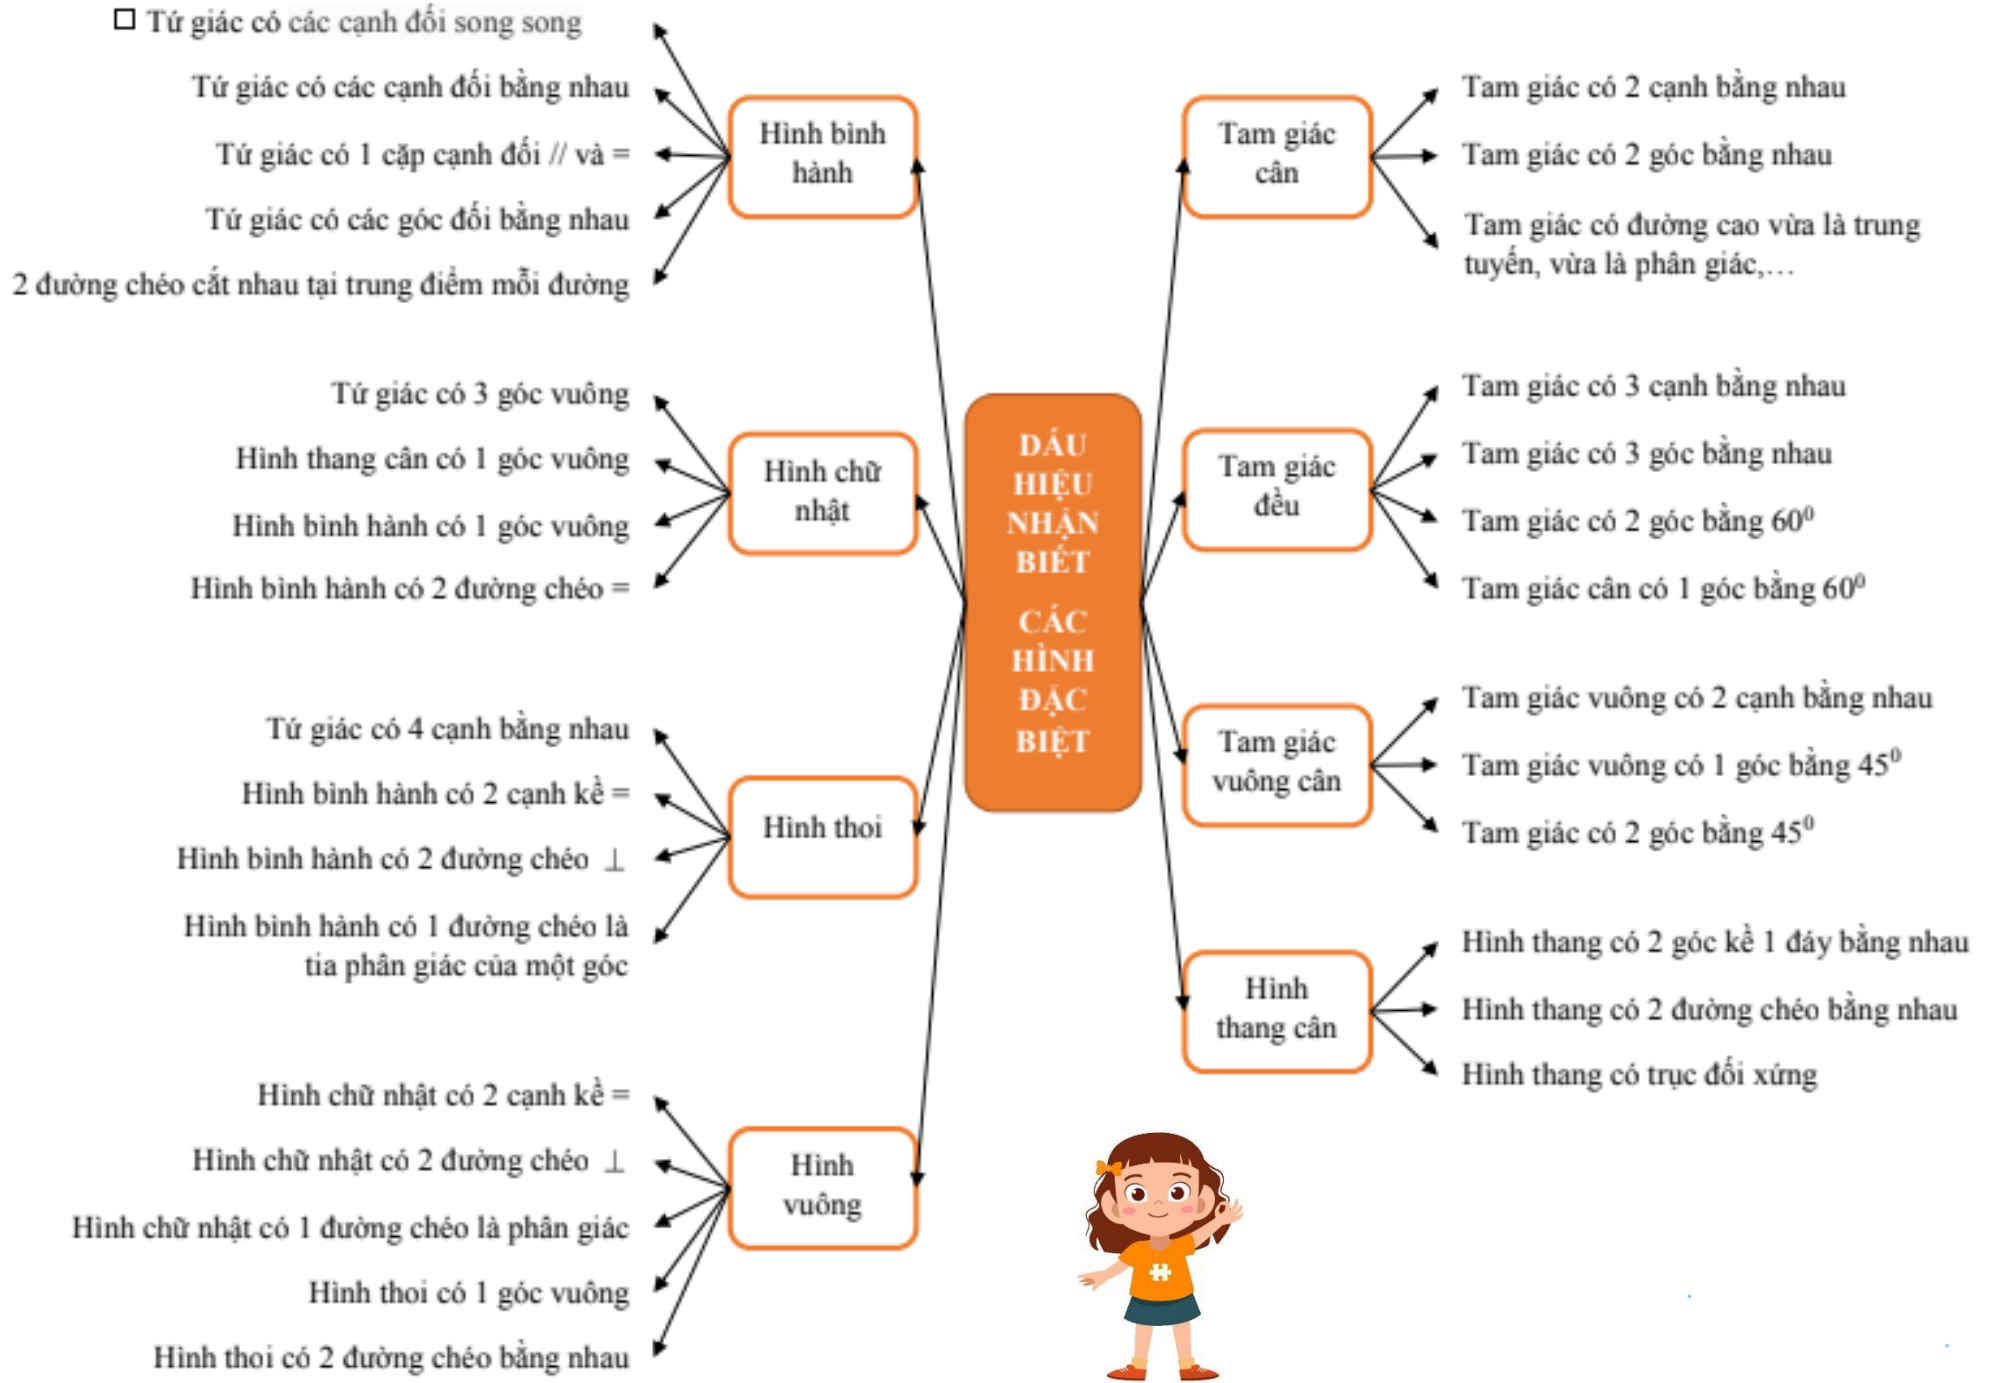 □ Tứ giác có các cạnh đối song song
Tứ giác có các cạnh đối bằng nhau
Tứ giác có 1 cặp cạnh đối // và =
Tứ giác có các góc đối bằng nhau
2 đường chéo cắt nhau tại trung điểm mỗi đường
Hình bình
hành
Tứ giác có 3 góc vuông
Hình thang cân có 1 góc vuông
Hình bình hành có 1 góc vuông
Hình bình hành có 2 đường chéo =
Hình chữ
nhật
Tứ giác có 4 cạnh bằng nhau
Hình bình hành có 2 cạnh kề =
Hình bình hành có 2 đường chéo ⊥
Hình bình hành có 1 đường chéo là
tia phân giác của một góc
Hình thoi
Hình chữ nhật có 2 cạnh kề =
Hình chữ nhật có 2 đường chéo ⊥
Hình chữ nhật có 1 đường chéo là phân giác
Hình thoi có 1 góc vuông
Hình thoi có 2 đường chéo bằng nhau
Hình
vuông
DẤU
HIỆU
NHẬN
BIẾT
CÁC
HÌNH
ĐẶC
BIỆT
Tam giác
cân
Tam giác có 2 cạnh bằng nhau
Tam giác có 2 góc bằng nhau
Tam giác có đường cao vừa là trung
tuyến, vừa là phân giác,…
Tam giác
đều
Tam giác có 3 cạnh bằng nhau
Tam giác có 3 góc bằng nhau
Tam giác có 2 góc bằng 60⁰
Tam giác cân có 1 góc bằng 60⁰
Tam giác
vuông cân
Tam giác vuông có 2 cạnh bằng nhau
Tam giác vuông có 1 góc bằng 45⁰
Tam giác có 2 góc bằng 45⁰
Hình
thang cân
Hình thang có 2 góc kề 1 đáy bằng nhau
Hình thang có 2 đường chéo bằng nhau
Hình thang có trục đối xứng